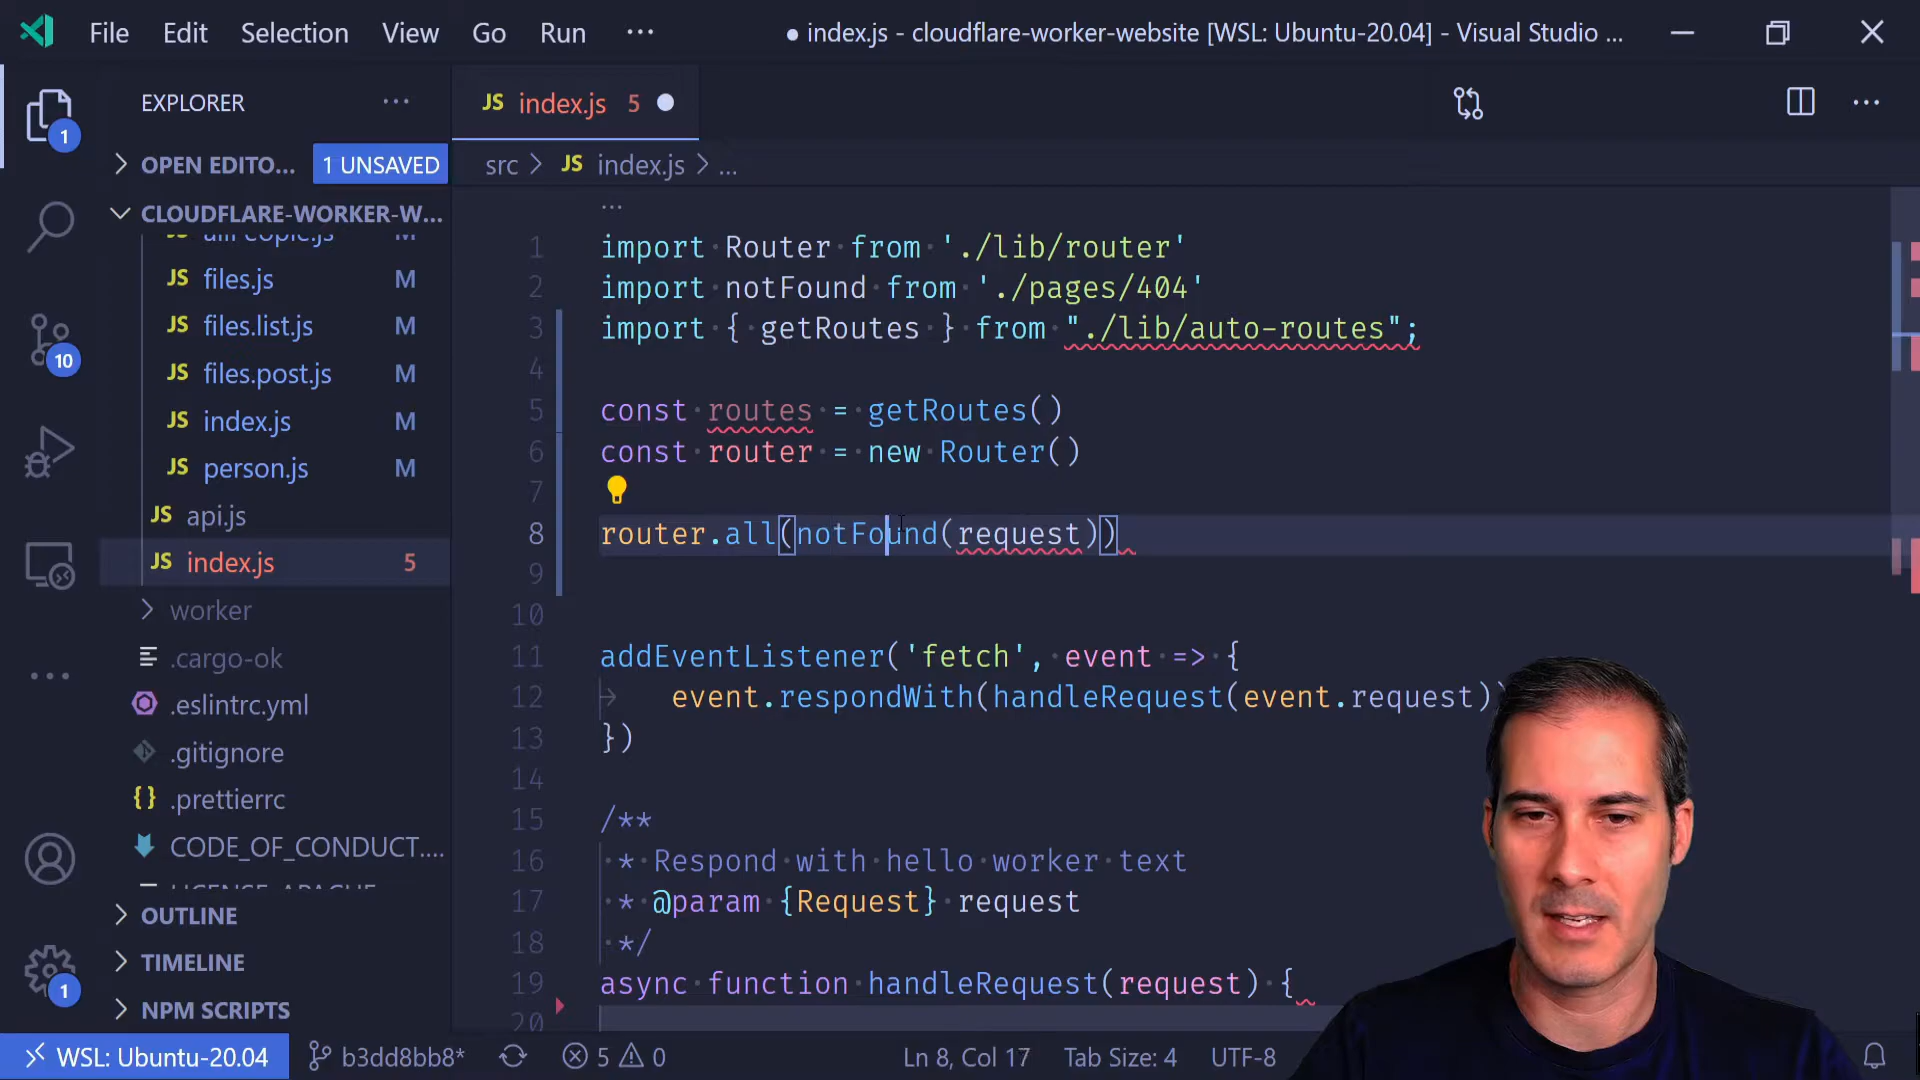 File Edit Selection View Go Run ··· ● index.js - cloudflare-worker-website [WSL: Ubuntu-20.04] - Visual Studio ...
EXPLORER ···
JS index.js 5 ●
OPEN EDITO... 1 UNSAVED
src > JS index.js > ...
CLOUDFLARE-WORKER-W...
JS files.js M
JS files.list.js M
JS files.post.js M
JS index.js M
JS person.js M
JS api.js
JS index.js 5
worker
.cargo-ok
.eslintrc.yml
.gitignore
{} .prettierrc
CODE_OF_CONDUCT....
OUTLINE
TIMELINE
NPM SCRIPTS
1
10
1
...
1 import Router from './lib/router'
2 import notFound from './pages/404'
3 import { getRoutes } from "./lib/auto-routes";
4
5 const routes = getRoutes()
6 const router = new Router()
7
8 router.all(notFound(request))
9
10
11 addEventListener('fetch', event => {
12 event.respondWith(handleRequest(event.request))
13 })
14
15 /**
16 * Respond with hello worker text
17 * @param {Request} request
18 */
19 async function handleRequest(request) {
20
WSL: Ubuntu-20.04 b3dd8bb8* 5 0 Ln 8, Col 17 Tab Size: 4 UTF-8